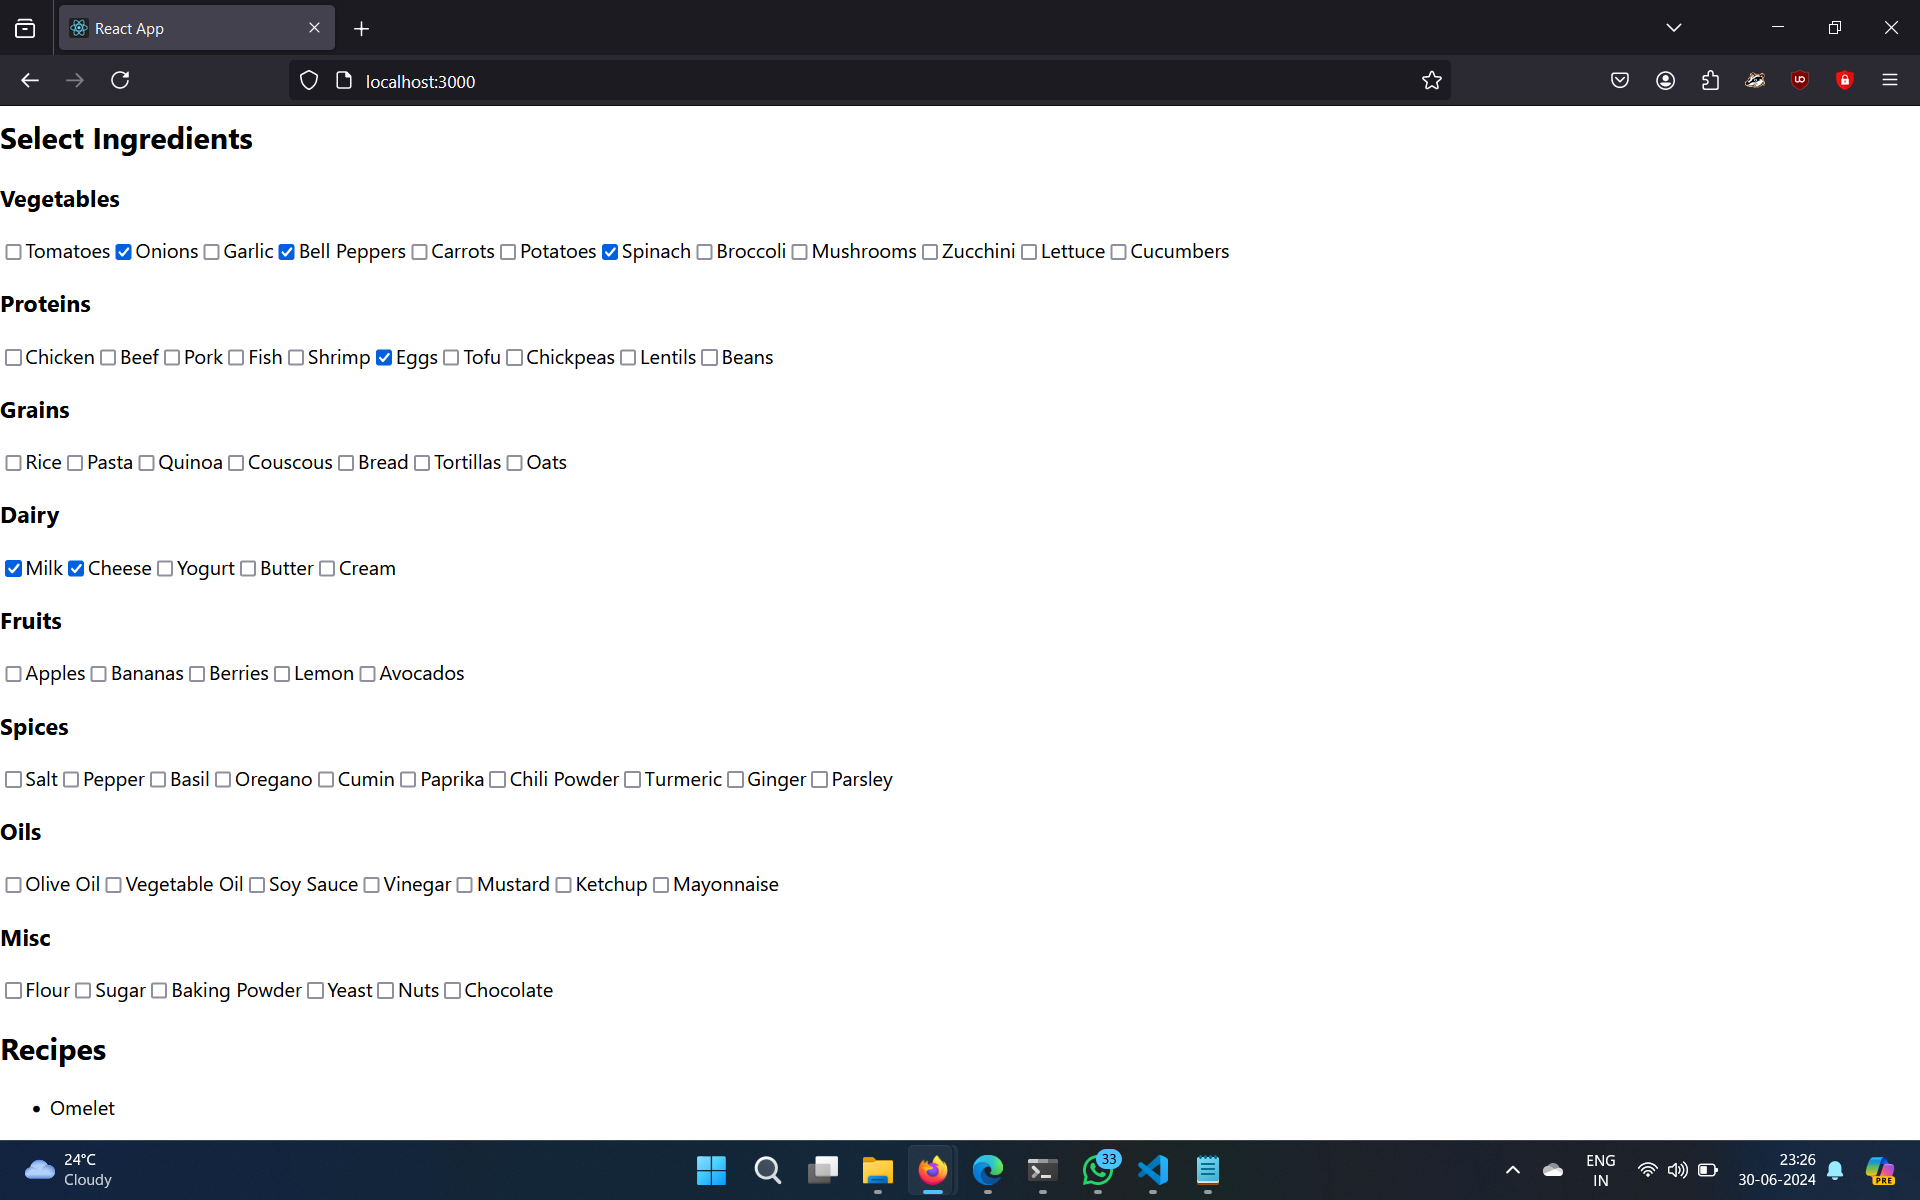 React App
localhost:3000
Select Ingredients
Vegetables
Tomatoes Onions Garlic Bell Peppers Carrots Potatoes Spinach Broccoli Mushrooms Zucchini Lettuce Cucumbers
Proteins
Chicken Beef Pork Fish Shrimp Eggs Tofu Chickpeas Lentils Beans
Grains
Rice Pasta Quinoa Couscous Bread Tortillas Oats
Dairy
Milk Cheese Yogurt Butter Cream
Fruits
Apples Bananas Berries Lemon Avocados
Spices
Salt Pepper Basil Oregano Cumin Paprika Chili Powder Turmeric Ginger Parsley
Oils
Olive Oil Vegetable Oil Soy Sauce Vinegar Mustard Ketchup Mayonnaise
Misc
Flour Sugar Baking Powder Yeast Nuts Chocolate
Recipes
• Omelet
24°C
Cloudy
33
ENG
IN
23:26
30-06-2024
PRE